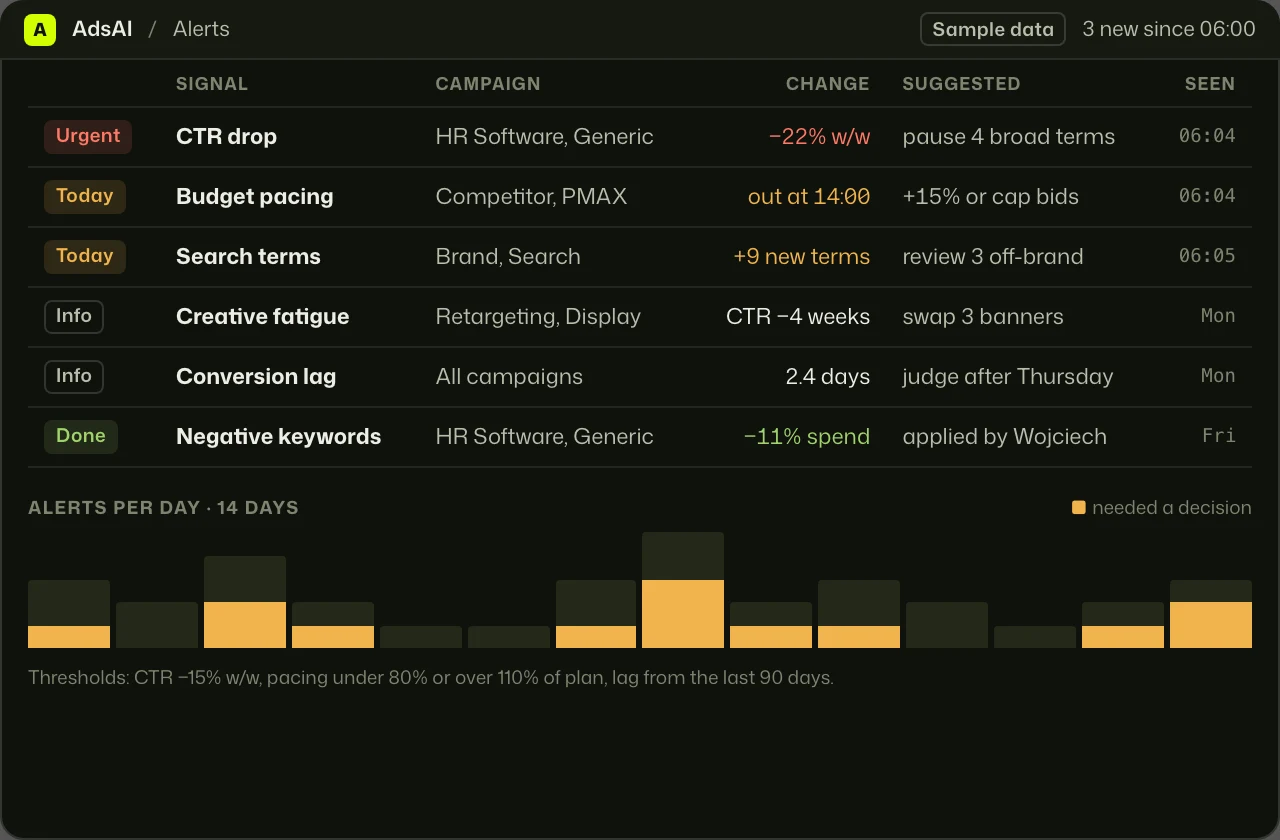 A AdsAI / Alerts Sample data 3 new since 06:00
SIGNAL CAMPAIGN CHANGE SUGGESTED SEEN
Urgent CTR drop HR Software, Generic −22% w/w pause 4 broad terms 06:04
Today Budget pacing Competitor, PMAX out at 14:00 +15% or cap bids 06:04
Today Search terms Brand, Search +9 new terms review 3 off-brand 06:05
Info Creative fatigue Retargeting, Display CTR −4 weeks swap 3 banners Mon
Info Conversion lag All campaigns 2.4 days judge after Thursday Mon
Done Negative keywords HR Software, Generic −11% spend applied by Wojciech Fri
ALERTS PER DAY · 14 DAYS needed a decision
Thresholds: CTR −15% w/w, pacing under 80% or over 110% of plan, lag from the last 90 days.